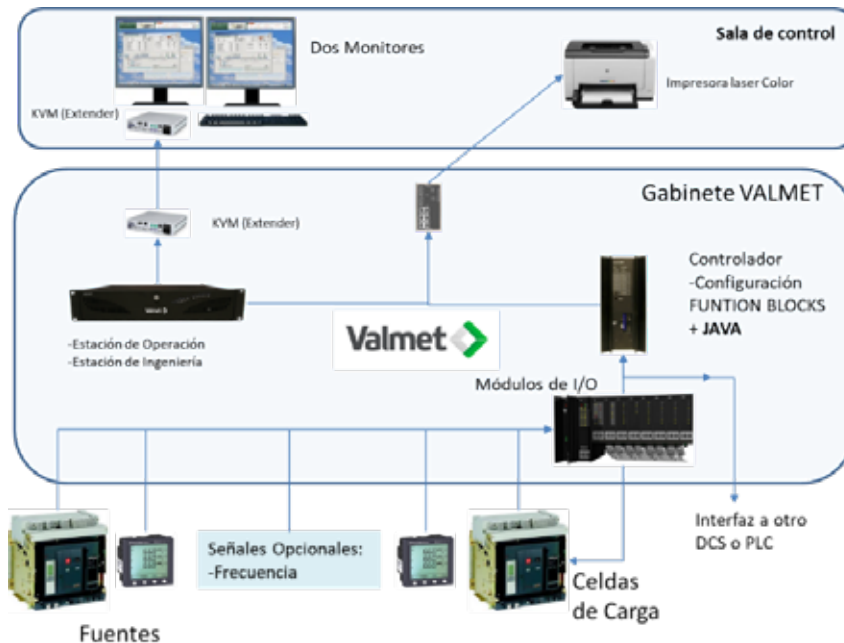 Sala de control
Dos Monitores
Impresora laser Color
KVM (Extender)
Gabinete VALMET
KVM (Extender)
Controlador
-Configuración
FUNTION BLOCKS
+ JAVA
Valmet
-Estación de Operación
-Estación de Ingeniería
Módulos de I/O
Señales Opcionales:
-Frecuencia
Interfaz a otro
DCS o PLC
Celdas
de Carga
Fuentes